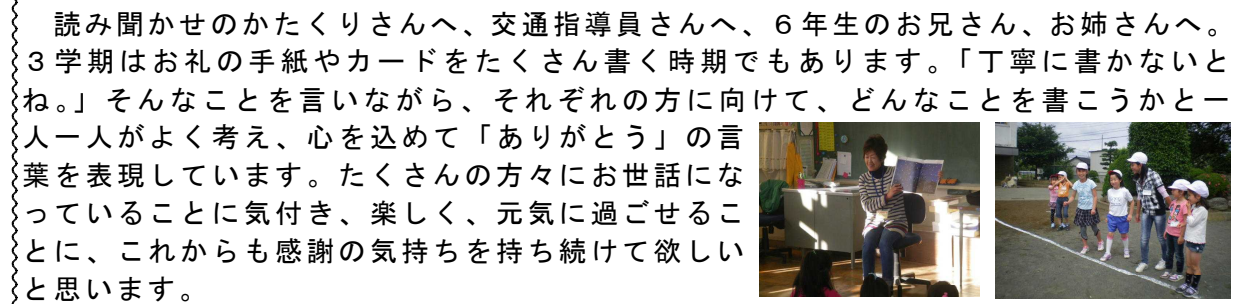 読み聞かせのかたくりさんへ、交通指導員さんへ、６年生のお兄さん、お姉さんへ。
３学期はお礼の手紙やカードをたくさん書く時期でもあります。「丁寧に書かないと
ね。」そんなことを言いながら、それぞれの方に向けて、どんなことを書こうかと一
人一人がよく考え、心を込めて「ありがとう」の言
葉を表現しています。たくさんの方々にお世話にな
っていることに気付き、楽しく、元気に過ごせるこ
とに、これからも感謝の気持ちを持ち続けて欲しい
と思います。